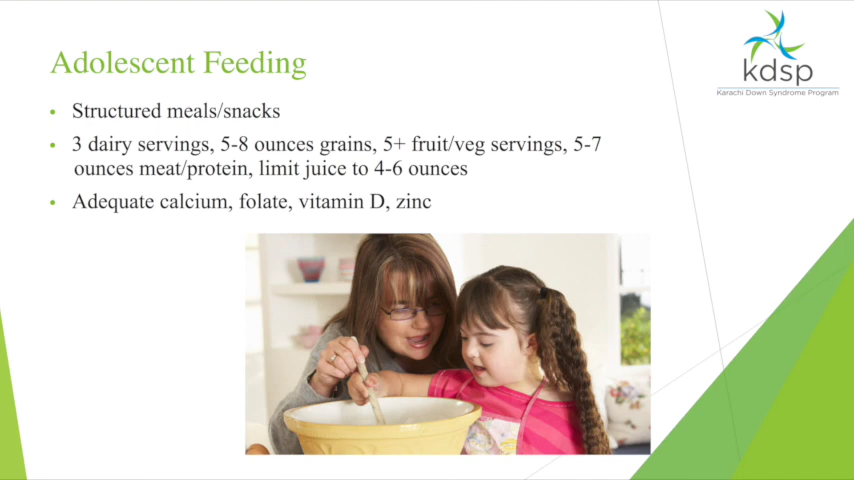 Adolescent Feeding
kdsp
Karachi Down Syndrome Program
• Structured meals/snacks
• 3 dairy servings, 5-8 ounces grains, 5+ fruit/veg servings, 5-7
ounces meat/protein, limit juice to 4-6 ounces
• Adequate calcium, folate, vitamin D, zinc